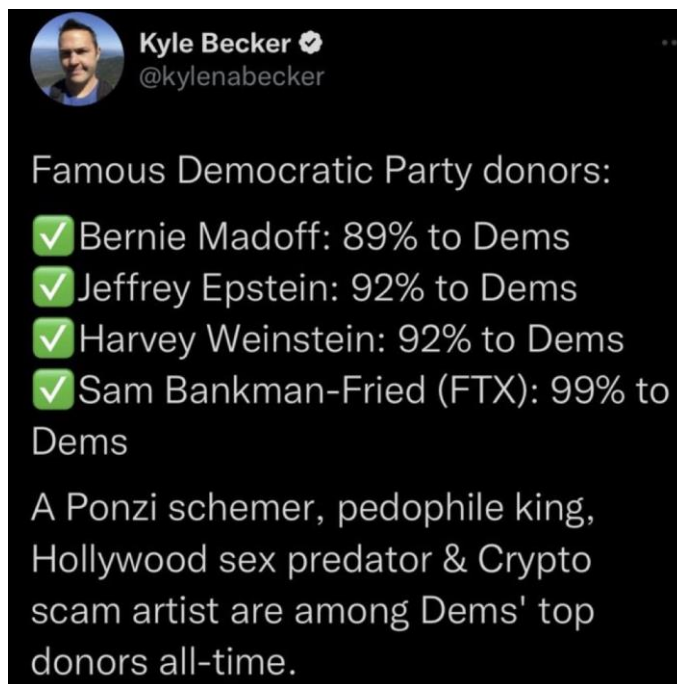 Kyle Becker
@kylenabecker
Famous Democratic Party donors:
✅Bernie Madoff: 89% to Dems
✅Jeffrey Epstein: 92% to Dems
✅Harvey Weinstein: 92% to Dems
✅Sam Bankman-Fried (FTX): 99% to
Dems
A Ponzi schemer, pedophile king,
Hollywood sex predator & Crypto
scam artist are among Dems' top
donors all-time.